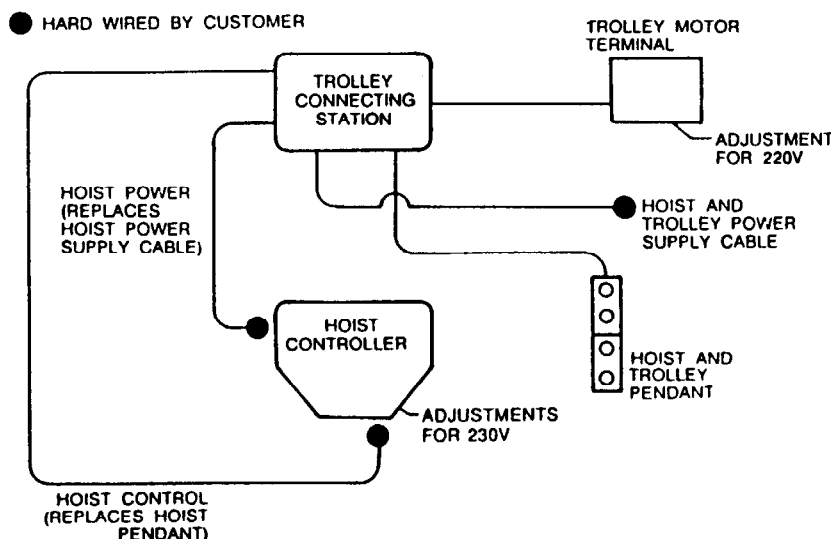 HARD WIRED BY CUSTOMER
TROLLEY MOTOR
TERMINAL
TROLLEY
CONNECTING
STATION
ADJUSTMENT
FOR 220V
HOIST POWER
(REPLACES
HOIST POWER
SUPPLY CABLE)
HOIST AND
TROLLEY POWER
SUPPLY CABLE
HOIST
CONTROLLER
HOIST AND
TROLLEY
PENDANT
ADJUSTMENTS
FOR 230V
HOIST CONTROL
(REPLACES HOIST
PENDANT)